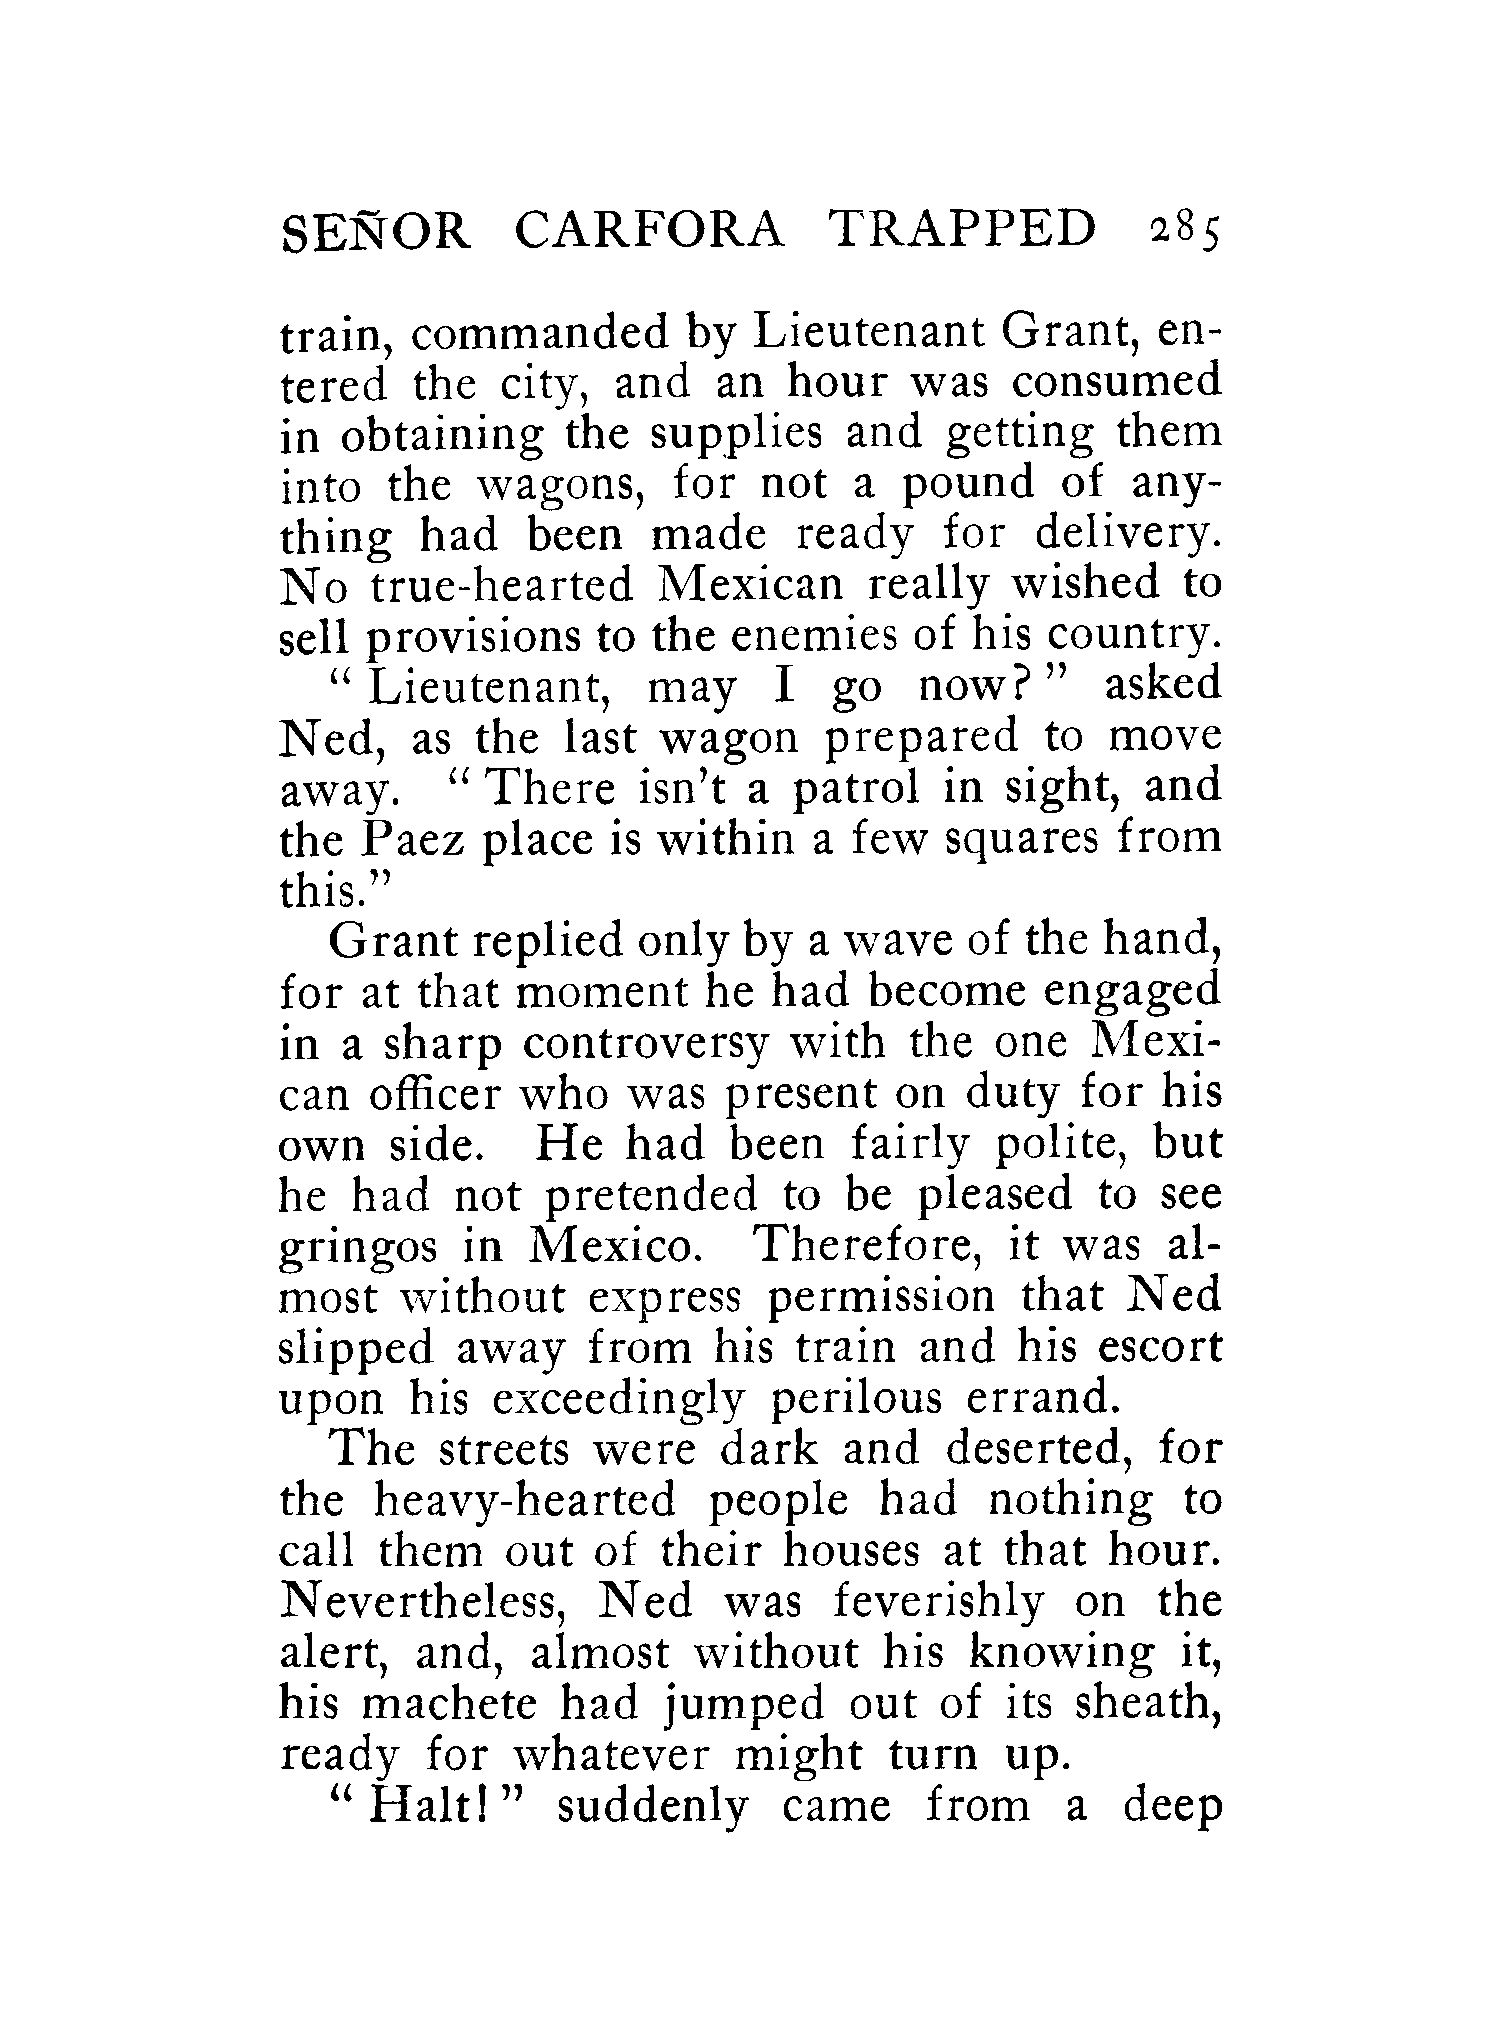 SEÑOR CARFORA TRAPPED 285
train, commanded by Lieutenant Grant, en-
tered the city, and an hour was consumed
in obtaining the supplies and getting them
into the wagons, for not a pound of any-
thing had been made ready for delivery.
No true-hearted Mexican really wished to
sell provisions to the enemies of his country.
“ Lieutenant, may I go now? ” asked
Ned, as the last wagon prepared to move
away. “ There isn’t a patrol in sight, and
the Paez place is within a few squares from
this.”
Grant replied only by a wave of the hand,
for at that moment he had become engaged
in a sharp controversy with the one Mexi-
can officer who was present on duty for his
own side. He had been fairly polite, but
he had not pretended to be pleased to see
gringos in Mexico. Therefore, it was al-
most without express permission that Ned
slipped away from his train and his escort
upon his exceedingly perilous errand.
The streets were dark and deserted, for
the heavy-hearted people had nothing to
call them out of their houses at that hour.
Nevertheless, Ned was feverishly on the
alert, and, almost without his knowing it,
his machete had jumped out of its sheath,
ready for whatever might turn up.
“ Halt! ” suddenly came from a deep